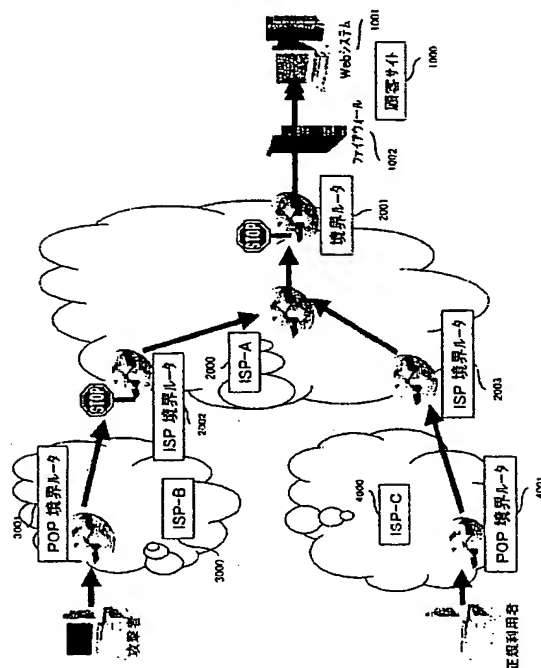 攻撃者
3001
POP 境界ルータ
ISP-B
3000
STOP
ISP 境界ルータ
2002
2000
ISP-A
STOP
境界ルータ
2001
ファイアウォール
1002
Webシステム
1001
顧客サイト
1000
正規利用者
POP 境界ルータ
4001
4000
ISP-C
ISP 境界ルータ
2003